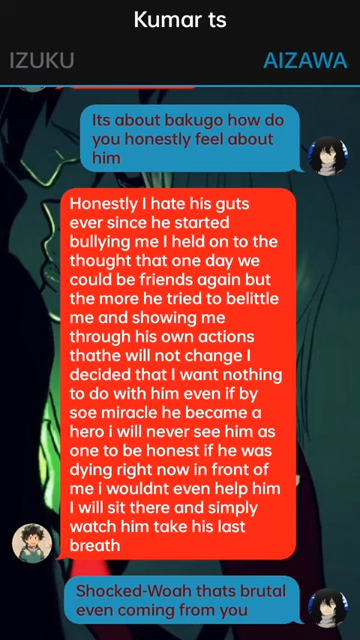 Kumar ts
IZUKU
AIZAWA
Its about bakugo how do
you honestly feel about
him
Honestly I hate his guts
ever since he started
bullying me I held on to the
thought that one day we
could be friends again but
the more he tried to belittle
me and showing me
through his own actions
thathe will not change I
decided that I want nothing
to do with him even if by
soe miracle he became a
hero i will never see him as
one to be honest if he was
dying right now in front of
me i wouldnt even help him
I will sit there and simply
watch him take his last
breath
Shocked-Woah thats brutal
even coming from you